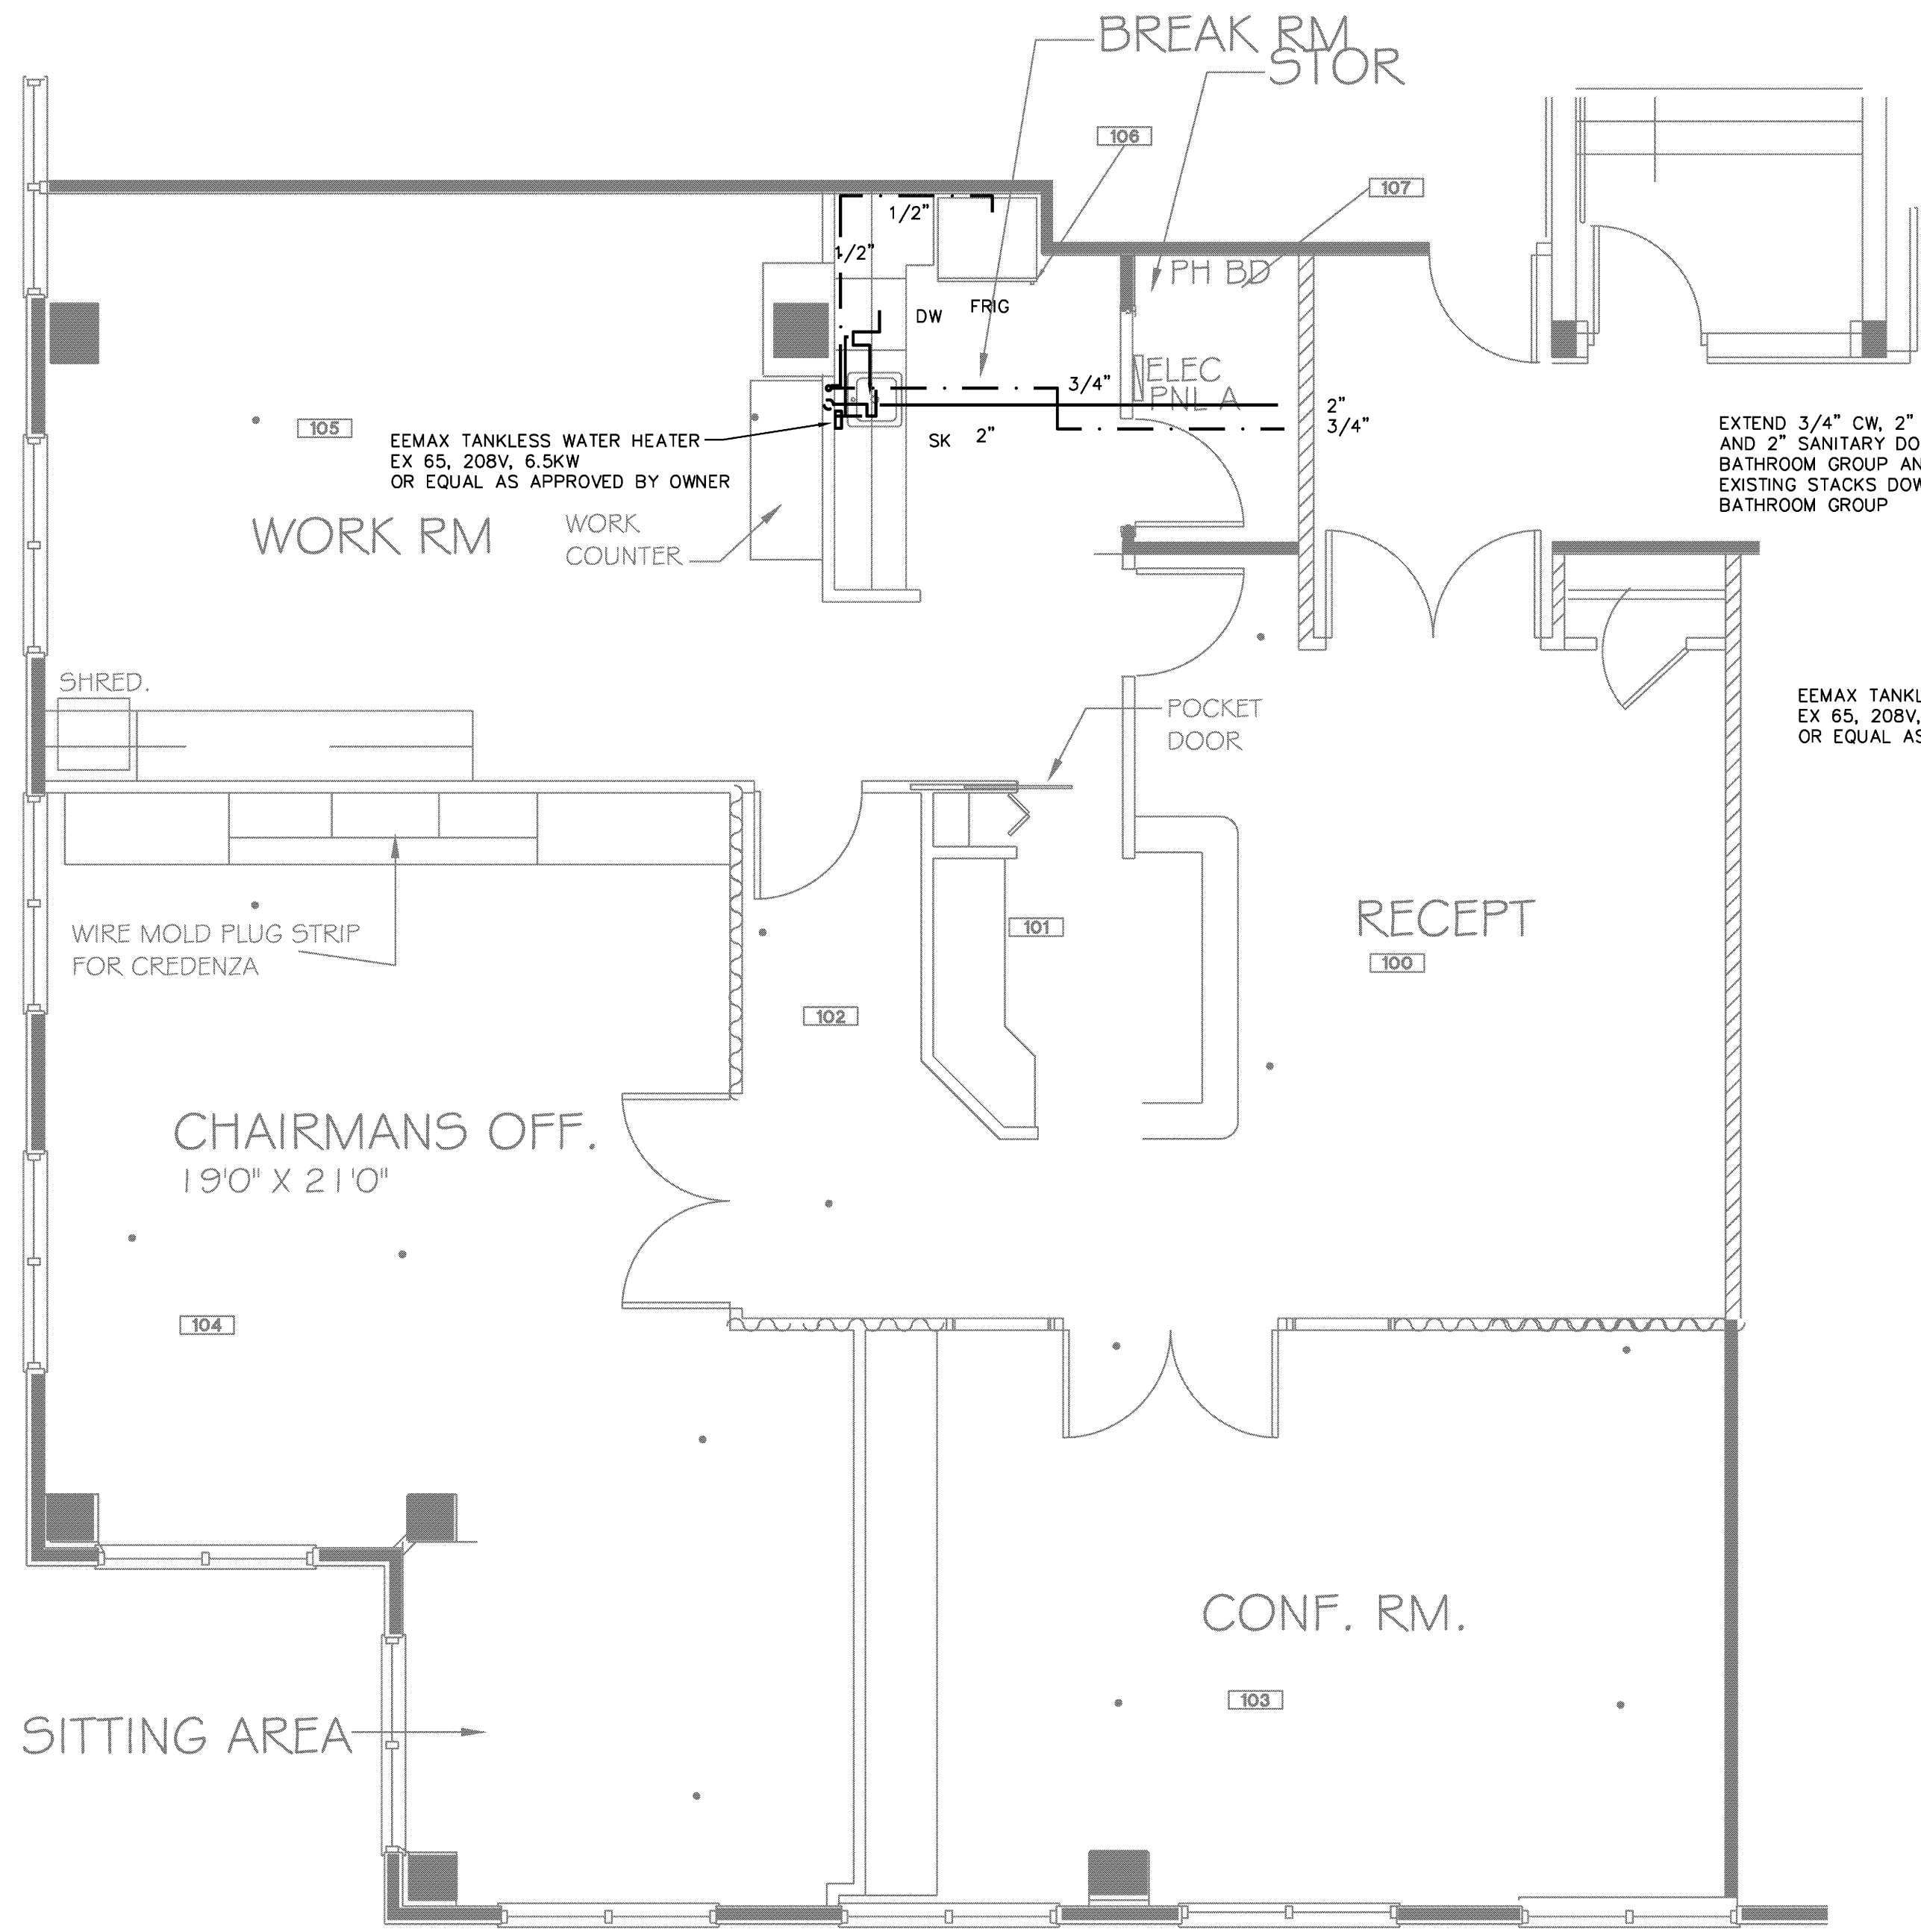 BREAK RM
STOR
106
107
1/2"
1/2"
PH BD
DW
FRIG
3/4"
ELEC
PNL A
2"
3/4"
105
EEMAX TANKLESS WATER HEATER
EX 65, 208V, 6.5KW
OR EQUAL AS APPROVED BY OWNER
SK
2"
EXTEND 3/4" CW, 2"
AND 2" SANITARY DO
BATHROOM GROUP AN
EXISTING STACKS DOW
BATHROOM GROUP
WORK RM
WORK
COUNTER
SHRED.
POCKET
DOOR
EEMAX TANKL
EX 65, 208V,
OR EQUAL AS
WIRE MOLD PLUG STRIP
FOR CREDENZA
101
RECEPT
100
102
CHAIRMANS OFF.
19'0" X 21'0"
104
CONF. RM.
103
SITTING AREA